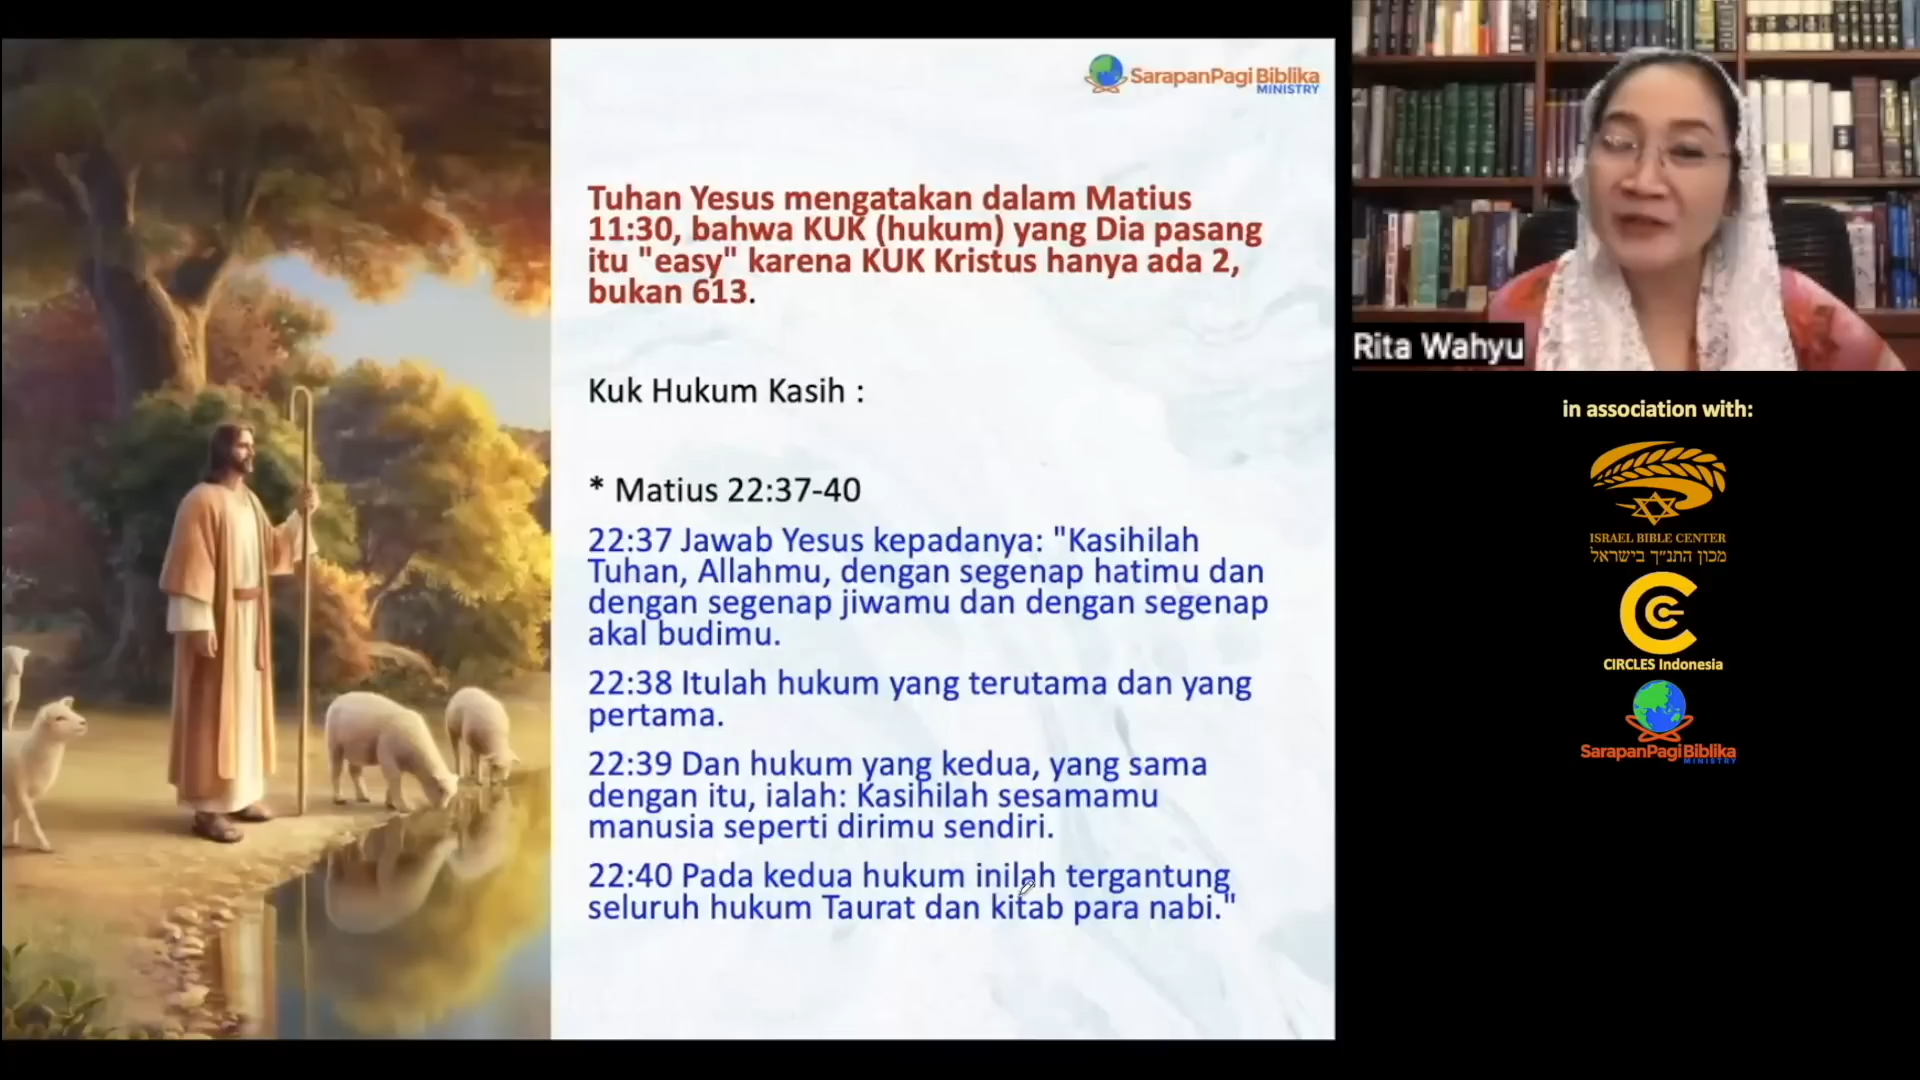 SarapanPagi Biblika
MINISTRY
Tuhan Yesus mengatakan dalam Matius
11:30, bahwa KUK (hukum) yang Dia pasang
itu "easy" karena KUK Kristus hanya ada 2,
bukan 613.
Kuk Hukum Kasih :
* Matius 22:37-40
22:37 Jawab Yesus kepadanya: "Kasihilah
Tuhan, Allahmu, dengan segenap hatimu dan
dengan segenap jiwamu dan dengan segenap
akal budimu.
22:38 Itulah hukum yang terutama dan yang
pertama.
22:39 Dan hukum yang kedua, yang sama
dengan itu, ialah: Kasihilah sesamamu
manusia seperti dirimu sendiri.
22:40 Pada kedua hukum inilah tergantung
seluruh hukum Taurat dan kitab para nabi."
Rita Wahyu
in association with:
ISRAEL BIBLE CENTER
מכון התנ״ך בישראל
CIRCLES Indonesia
SarapanPagi Biblika
MINISTRY